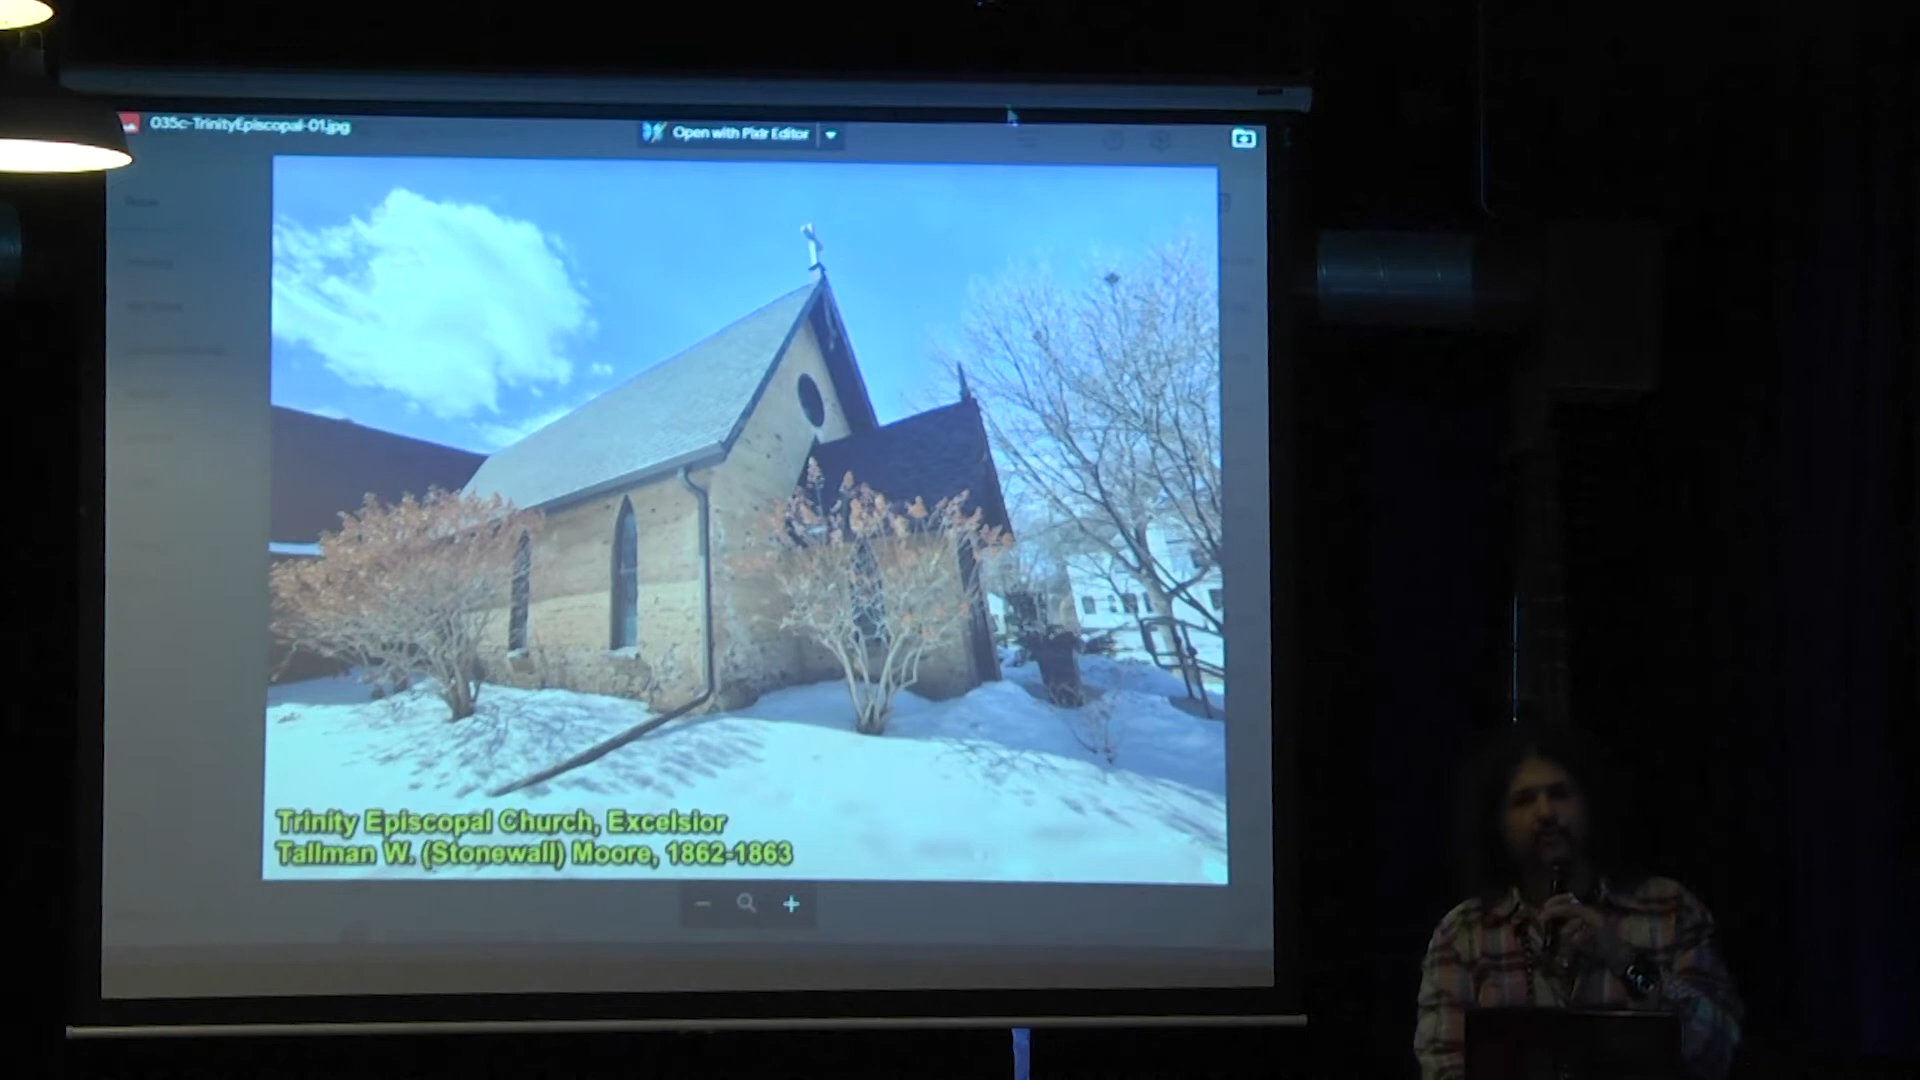 035c-TrinityEpiscopal-01.jpg
Open with Pixlr Editor
Trinity Episcopal Church, Excelsior
Tallman W. (Stonewall) Moore, 1862-1863